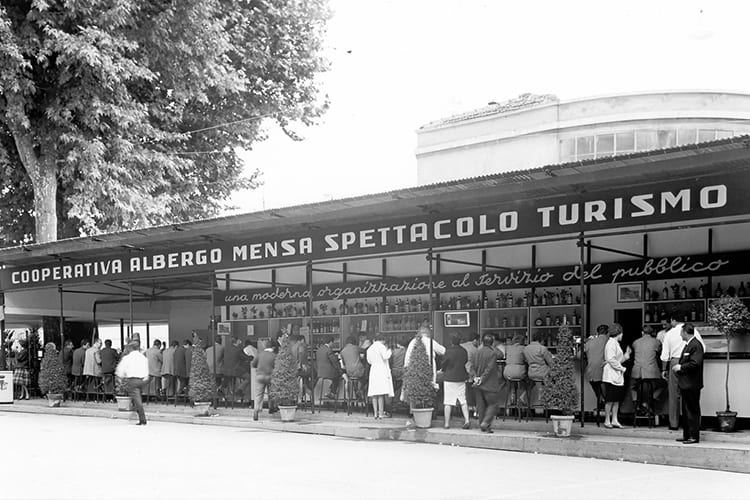 COOPERATIVA ALBERGO MENSA SPETTACOLO TURISMO
una moderna organizzazione al servizio del pubblico